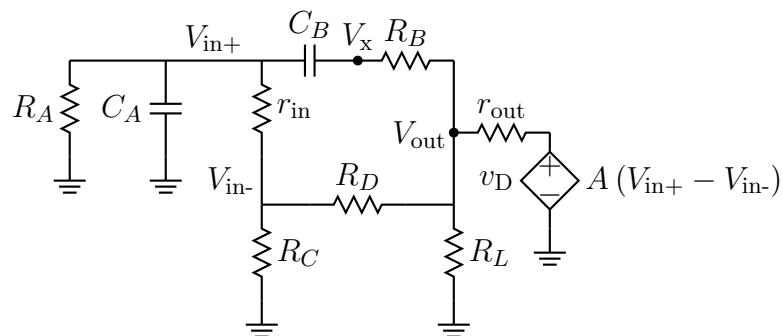 C_B
V_x
R_B
V_in+
R_A
C_A
r_in
r_out
V_out
V_in-
R_D
v_D
+
−
A (V_in+ − V_in-)
R_C
R_L